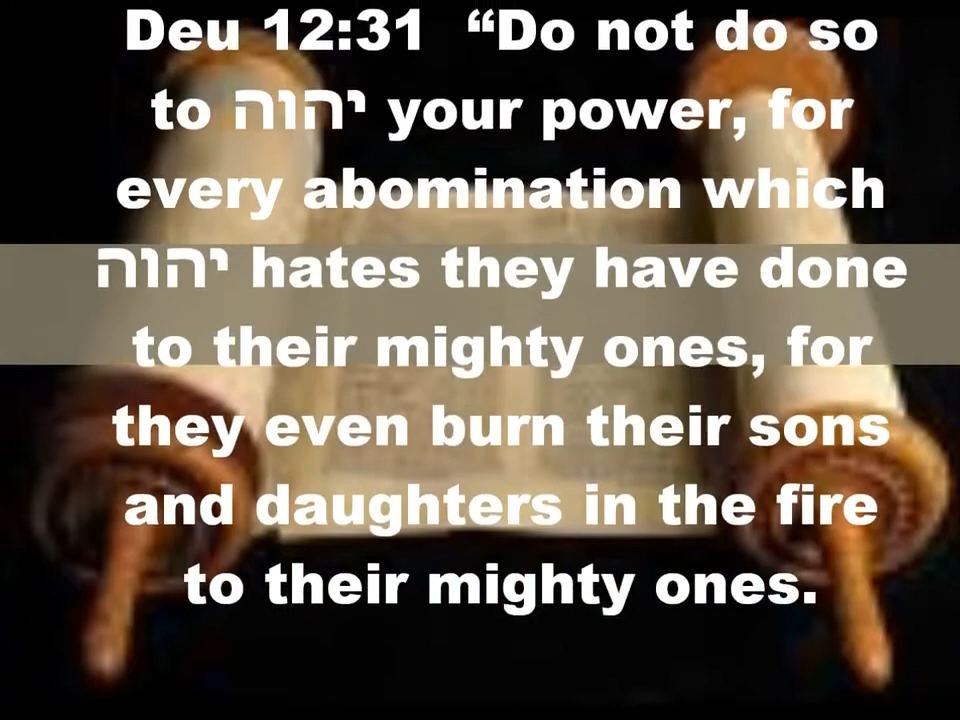 Deu 12:31  “Do not do so
to יהוה your power, for
every abomination which
יהוה hates they have done
to their mighty ones, for
they even burn their sons
and daughters in the fire
to their mighty ones.